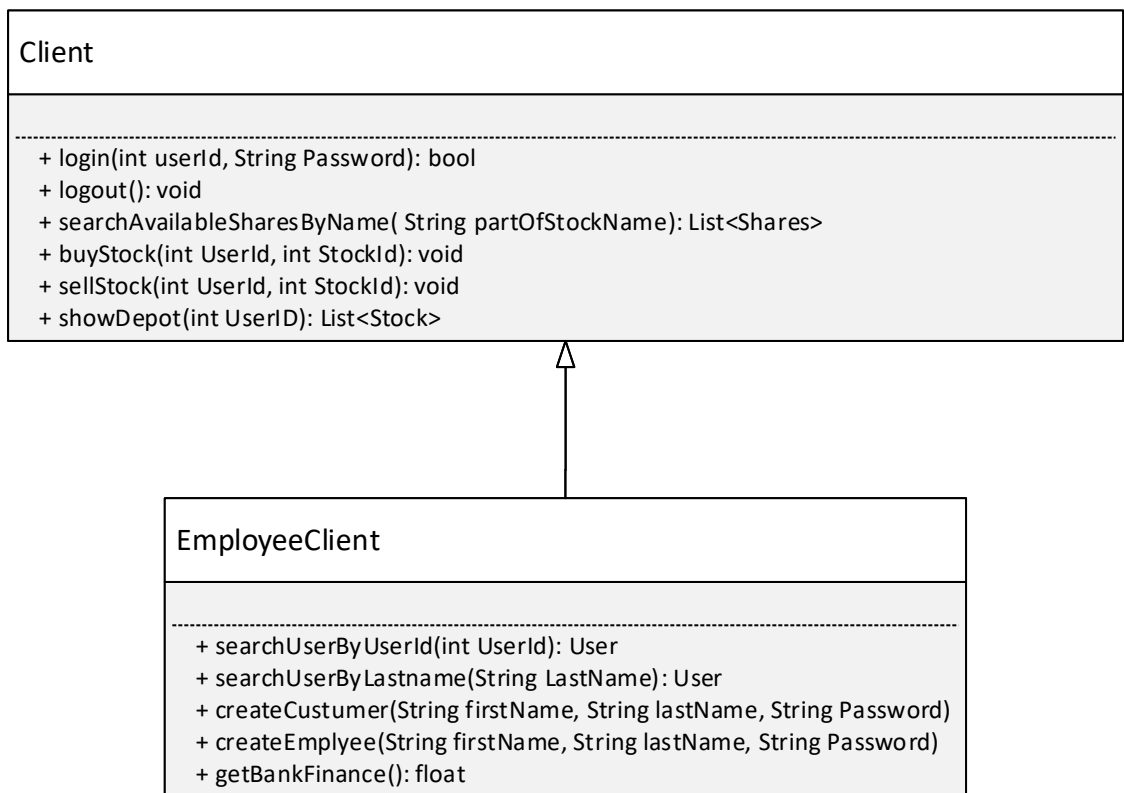 Client
+ login(int userId, String Password): bool
+ logout(): void
+ searchAvailableSharesByName( String partOfStockName): List<Shares>
+ buyStock(int UserId, int StockId): void
+ sellStock(int UserId, int StockId): void
+ showDepot(int UserID): List<Stock>
EmployeeClient
+ searchUserByUserId(int UserId): User
+ searchUserByLastname(String LastName): User
+ createCustumer(String firstName, String lastName, String Password)
+ createEmplyee(String firstName, String lastName, String Password)
+ getBankFinance(): float